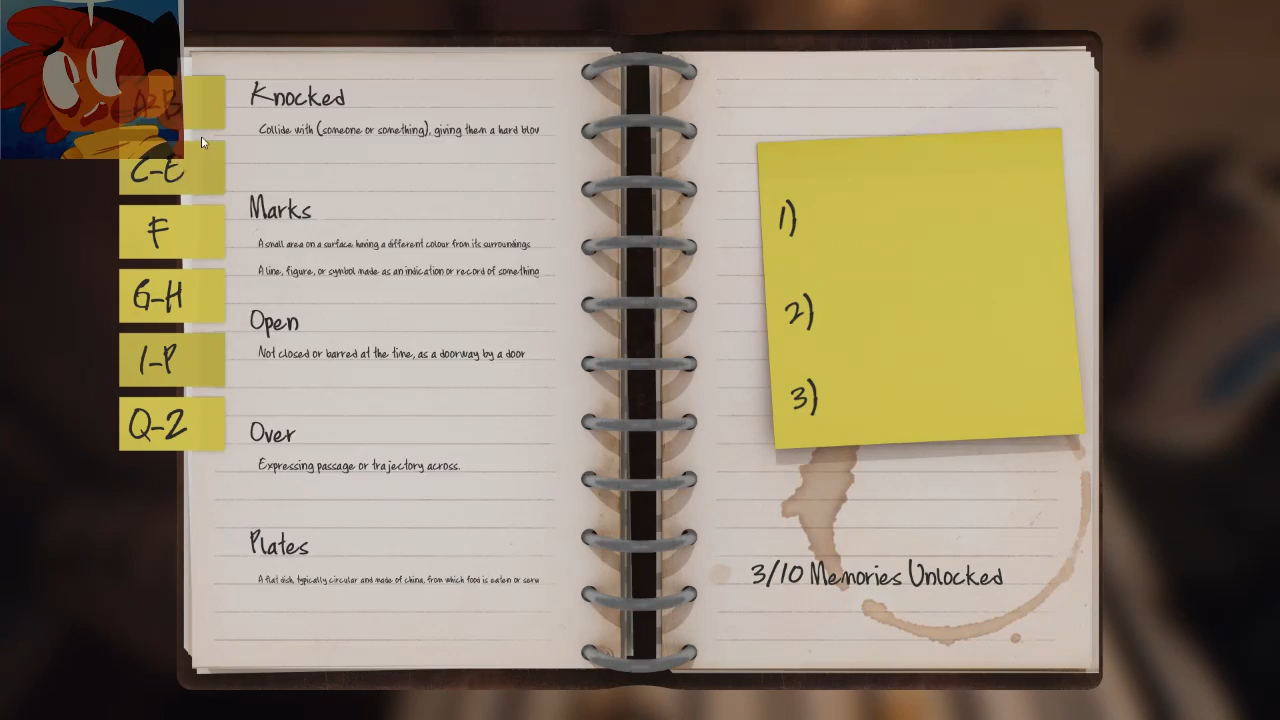 A-B
C-E
F
G-H
I-P
Q-Z
Knocked
Collide with (someone or something), giving them a hard blow
Marks
A small area on a surface having a different colour from its surroundings
A line, figure, or symbol made as an indication or record of something
Open
Not closed or barred at the time, as a doorway by a door
Over
Expressing passage or trajectory across.
Plates
A flat dish, typically circular and made of china, from which food is eaten or serv
1)
2)
3)
3/10 Memories Unlocked